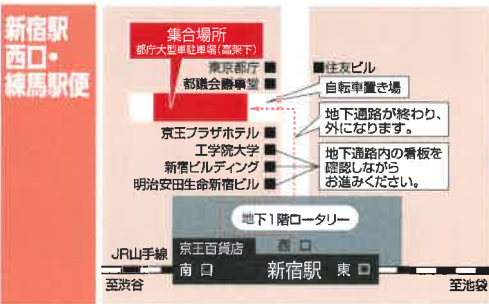 新宿駅
西口・
練馬駅便
集合場所
都庁大型車駐車場(高架下)
東京都庁
都議会議事堂
住友ビル
自転車置き場
地下通路が終わり、
外になります。
京王プラザホテル
工学院大学
新宿ビルディング
明治安田生命新宿ビル
地下通路内の看板を
確認しながら
お進みください。
地下1階ロータリー
JR山手線
京王百貨店
西口
南口
新宿駅
東口
至渋谷
至池袋